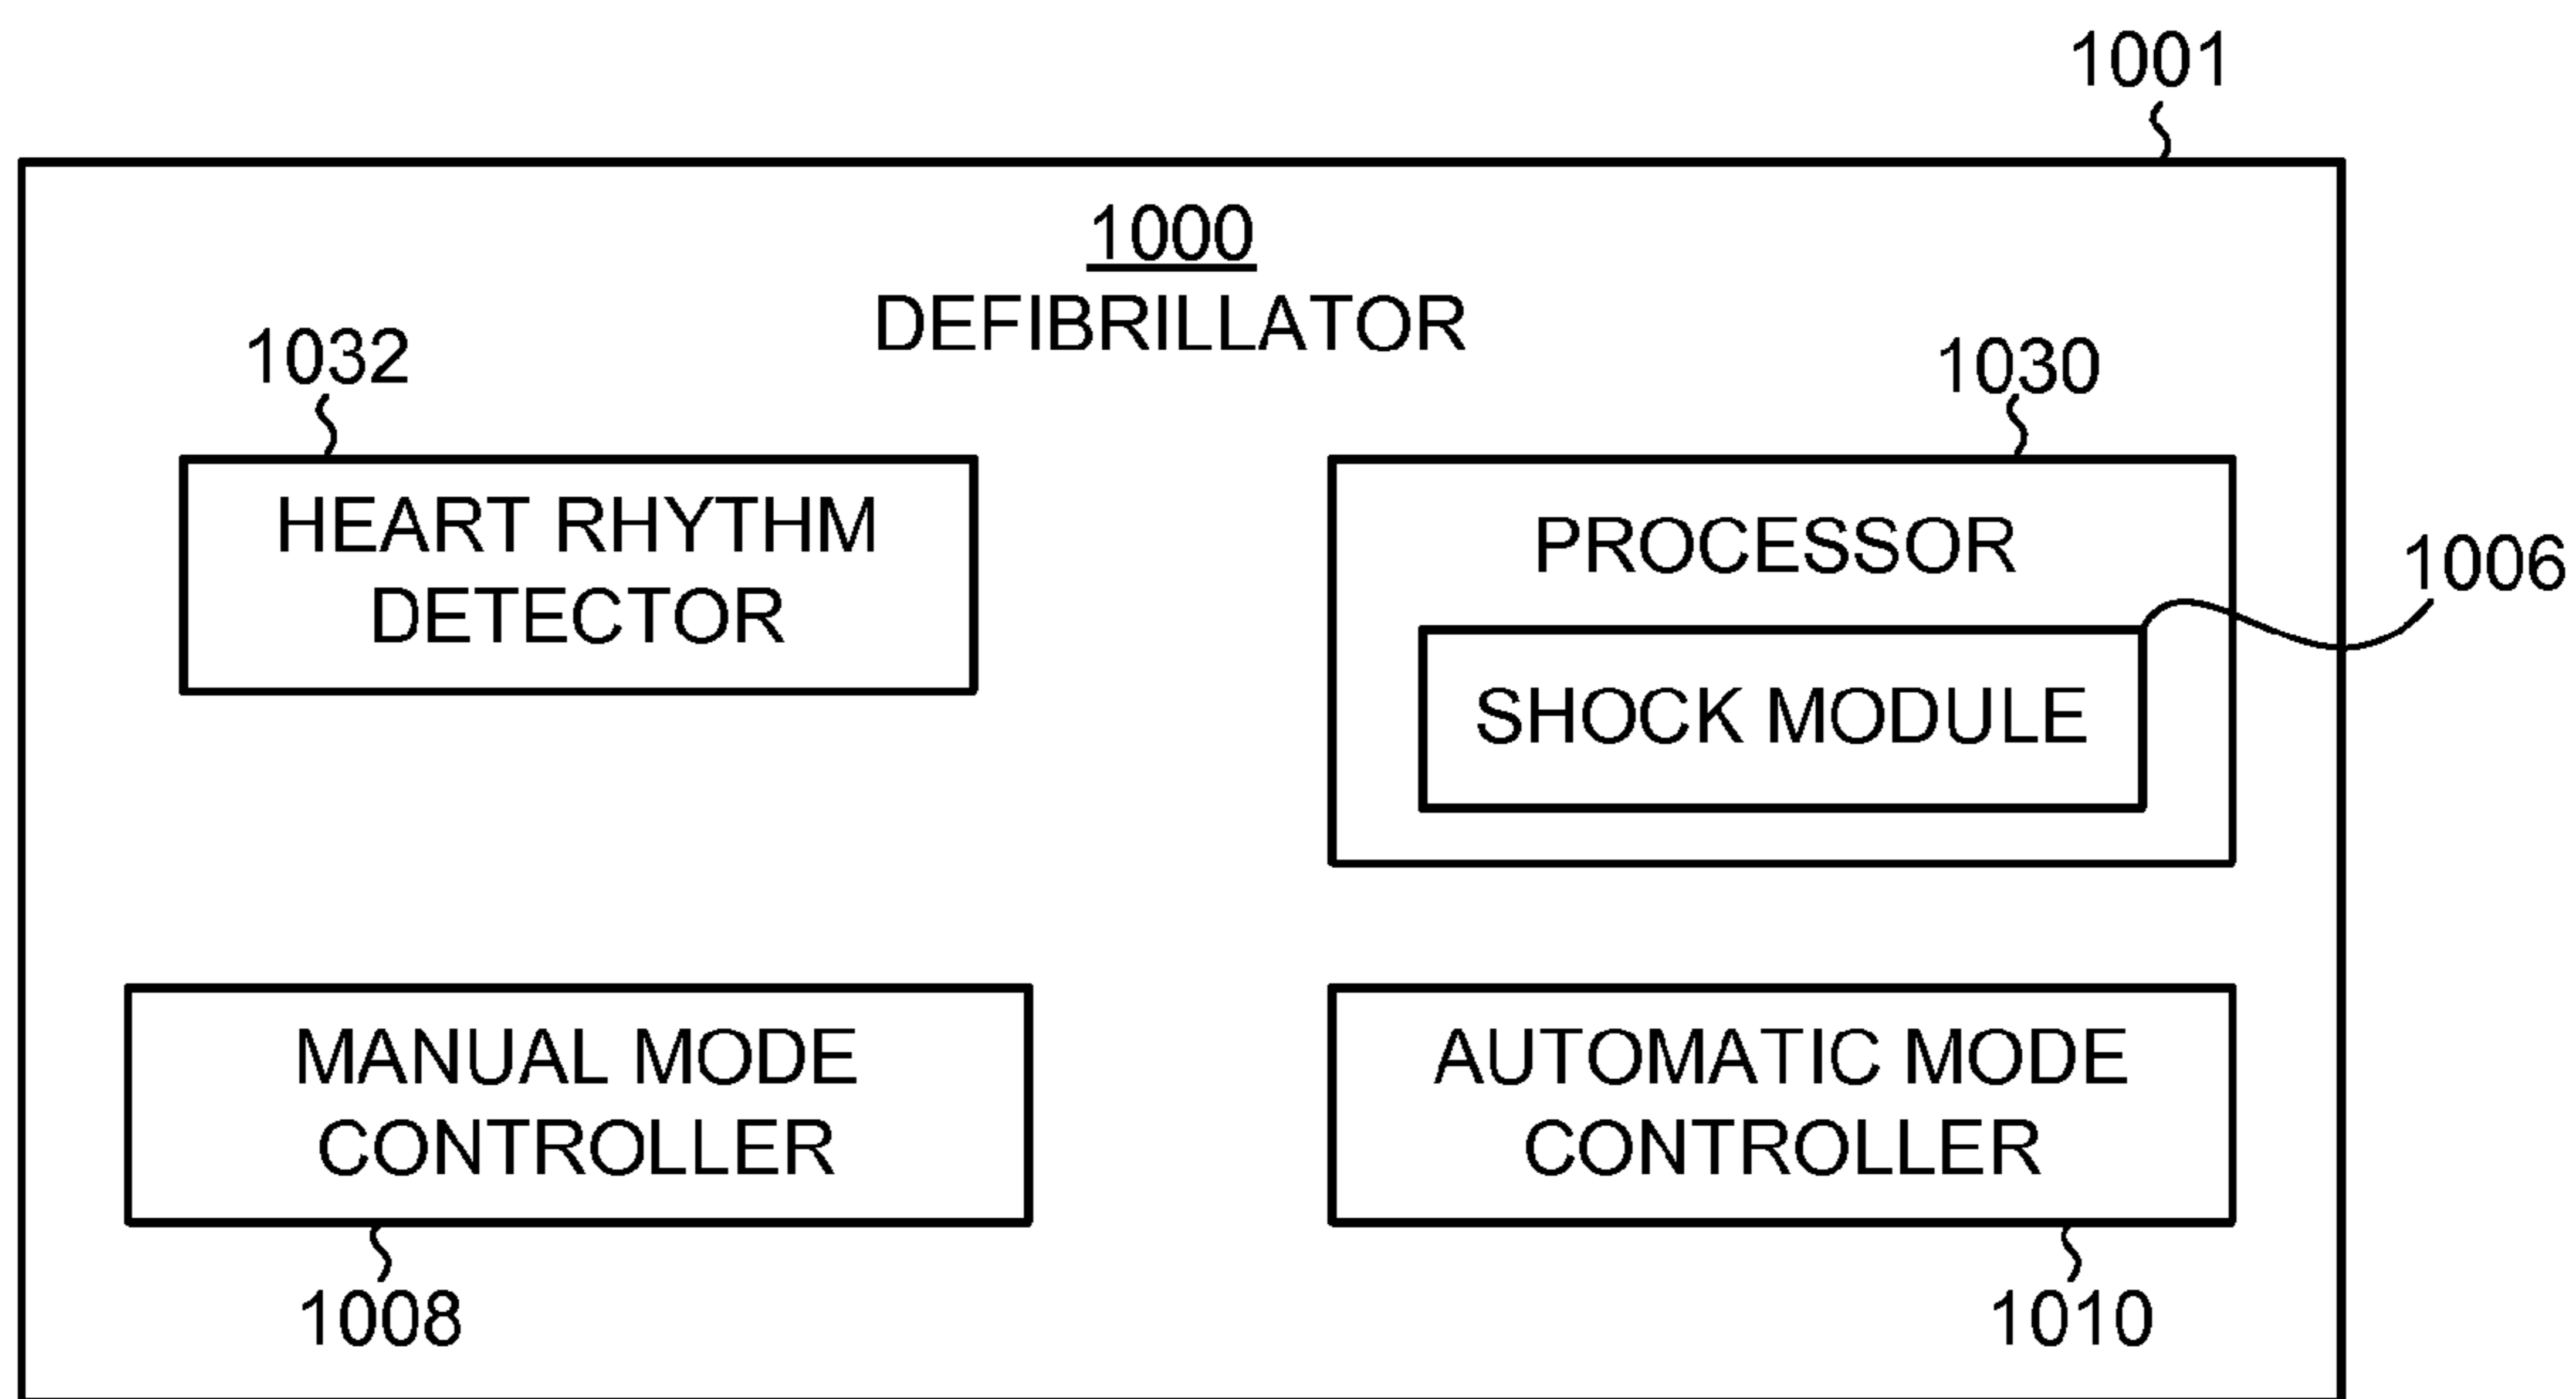 1001
1000
DEFIBRILLATOR
1032
1030
HEART RHYTHM
DETECTOR
PROCESSOR
1006
SHOCK MODULE
MANUAL MODE
CONTROLLER
AUTOMATIC MODE
CONTROLLER
1008
1010